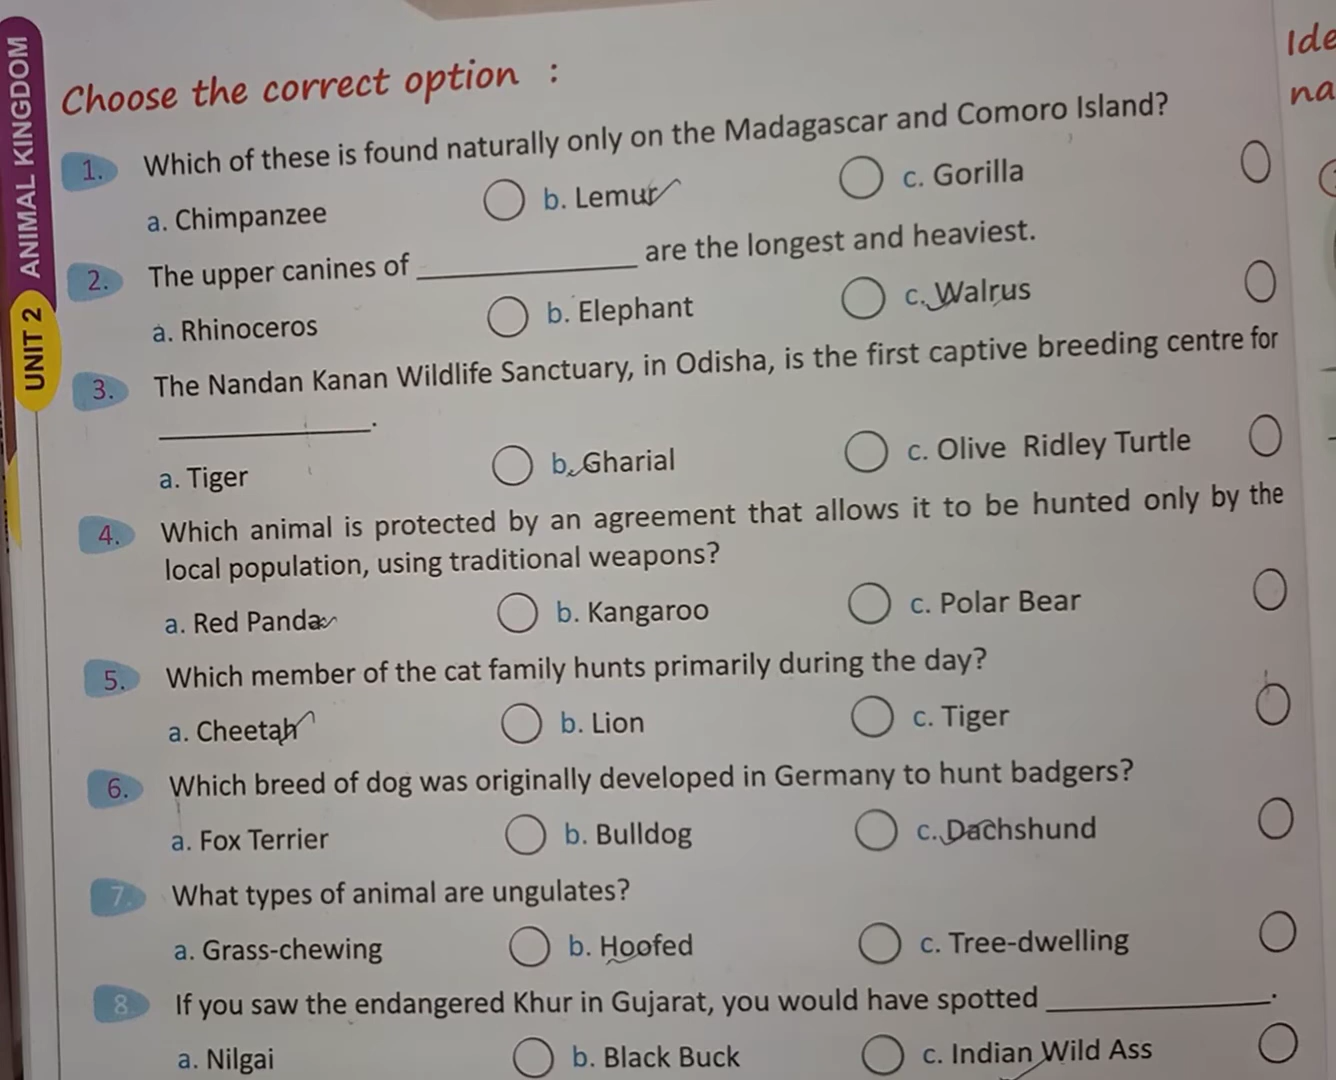 UNIT 2 ANIMAL KINGDOM
Choose the correct option :
1. Which of these is found naturally only on the Madagascar and Comoro Island?
a. Chimpanzee b. Lemur c. Gorilla
2. The upper canines of ____________ are the longest and heaviest.
a. Rhinoceros b. Elephant c. Walrus
3. The Nandan Kanan Wildlife Sanctuary, in Odisha, is the first captive breeding centre for
____________.
a. Tiger b. Gharial c. Olive Ridley Turtle
4. Which animal is protected by an agreement that allows it to be hunted only by the
local population, using traditional weapons?
a. Red Panda b. Kangaroo c. Polar Bear
5. Which member of the cat family hunts primarily during the day?
a. Cheetah b. Lion c. Tiger
6. Which breed of dog was originally developed in Germany to hunt badgers?
a. Fox Terrier b. Bulldog c. Dachshund
7. What types of animal are ungulates?
a. Grass-chewing b. Hoofed c. Tree-dwelling
8. If you saw the endangered Khur in Gujarat, you would have spotted ____________.
a. Nilgai b. Black Buck c. Indian Wild Ass